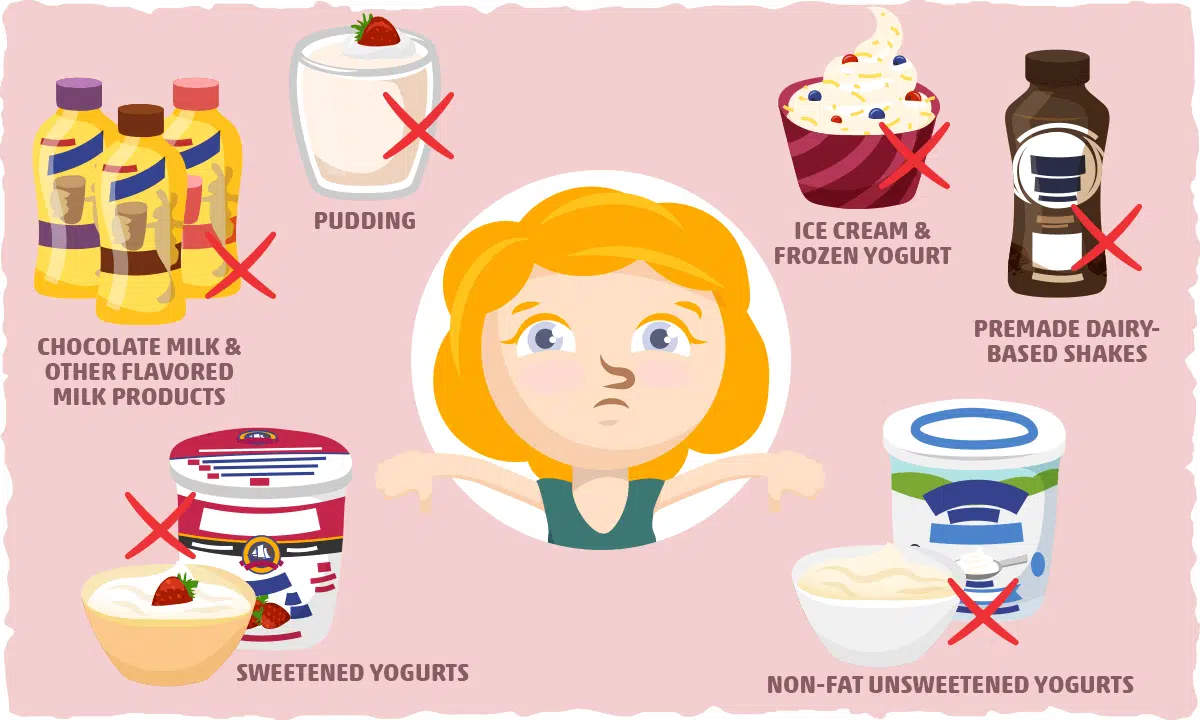 PUDDING
ICE CREAM &
FROZEN YOGURT
PREMADE DAIRY-
BASED SHAKES
CHOCOLATE MILK &
OTHER FLAVORED
MILK PRODUCTS
SWEETENED YOGURTS
NON-FAT UNSWEETENED YOGURTS